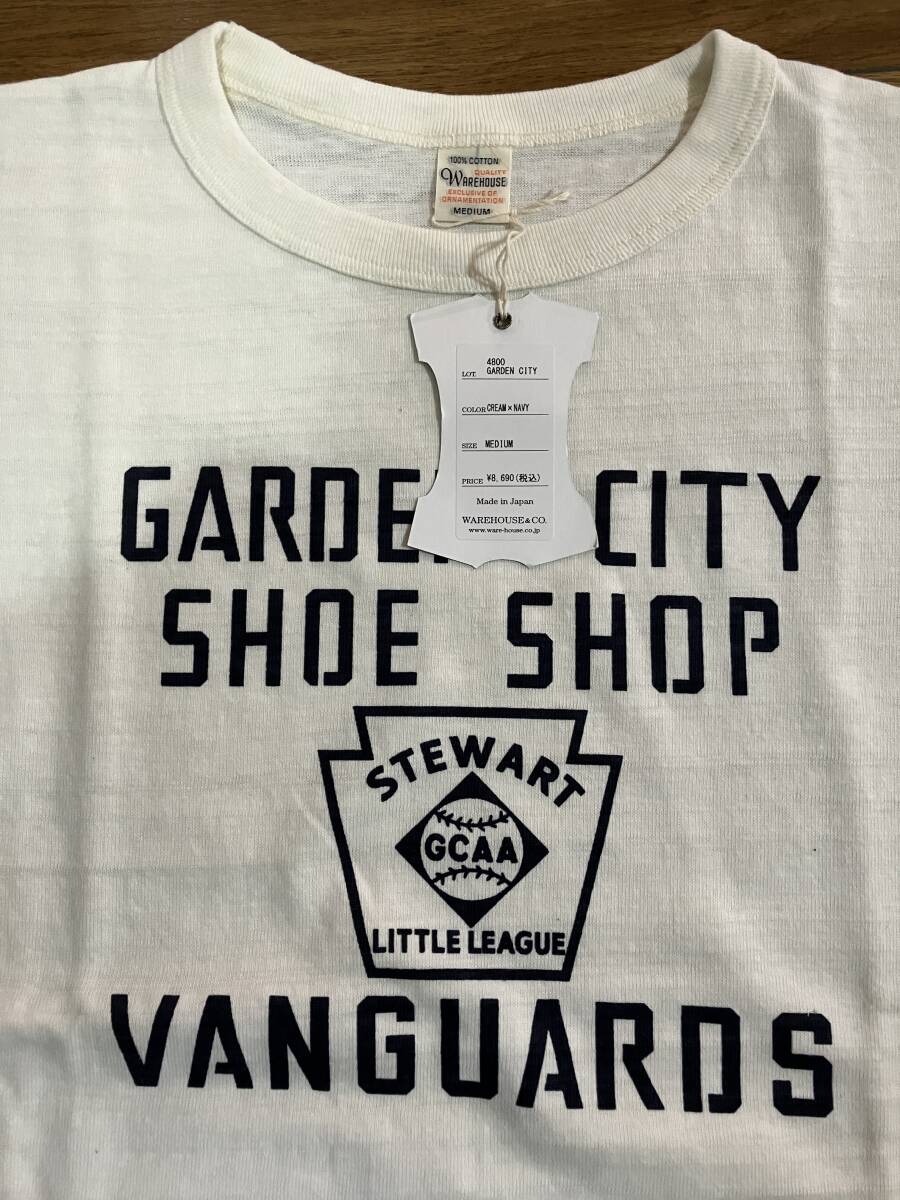 100% COTTON
QUALITY
WAREHOUSE
EXCLUSIVE OF
ORNAMENTATION
MEDIUM
LOT. 4800
GARDEN CITY
COLOR CREAM×NAVY
SIZE MEDIUM
PRICE ¥8,690(税込)
Made in Japan
WAREHOUSE&CO.
www.ware-house.co.jp
GARDEN CITY
SHOE SHOP
STEWART
GCAA
LITTLE LEAGUE
VANGUARDS